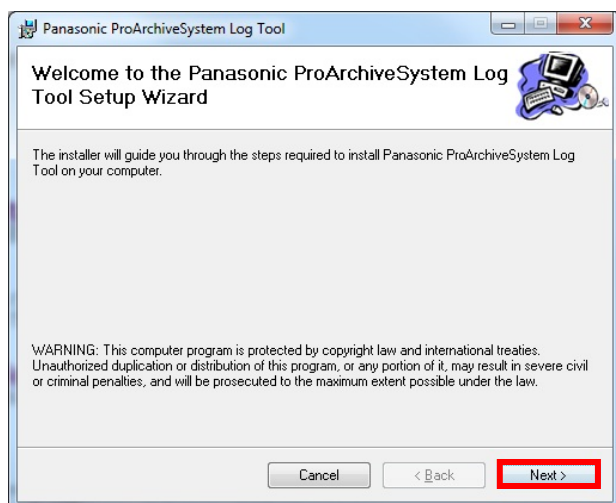 Panasonic ProArchiveSystem Log Tool
Welcome to the Panasonic ProArchiveSystem Log
Tool Setup Wizard
The installer will guide you through the steps required to install Panasonic ProArchiveSystem Log
Tool on your computer.
WARNING: This computer program is protected by copyright law and international treaties.
Unauthorized duplication or distribution of this program, or any portion of it, may result in severe civil
or criminal penalties, and will be prosecuted to the maximum extent possible under the law.
Cancel < Back Next >